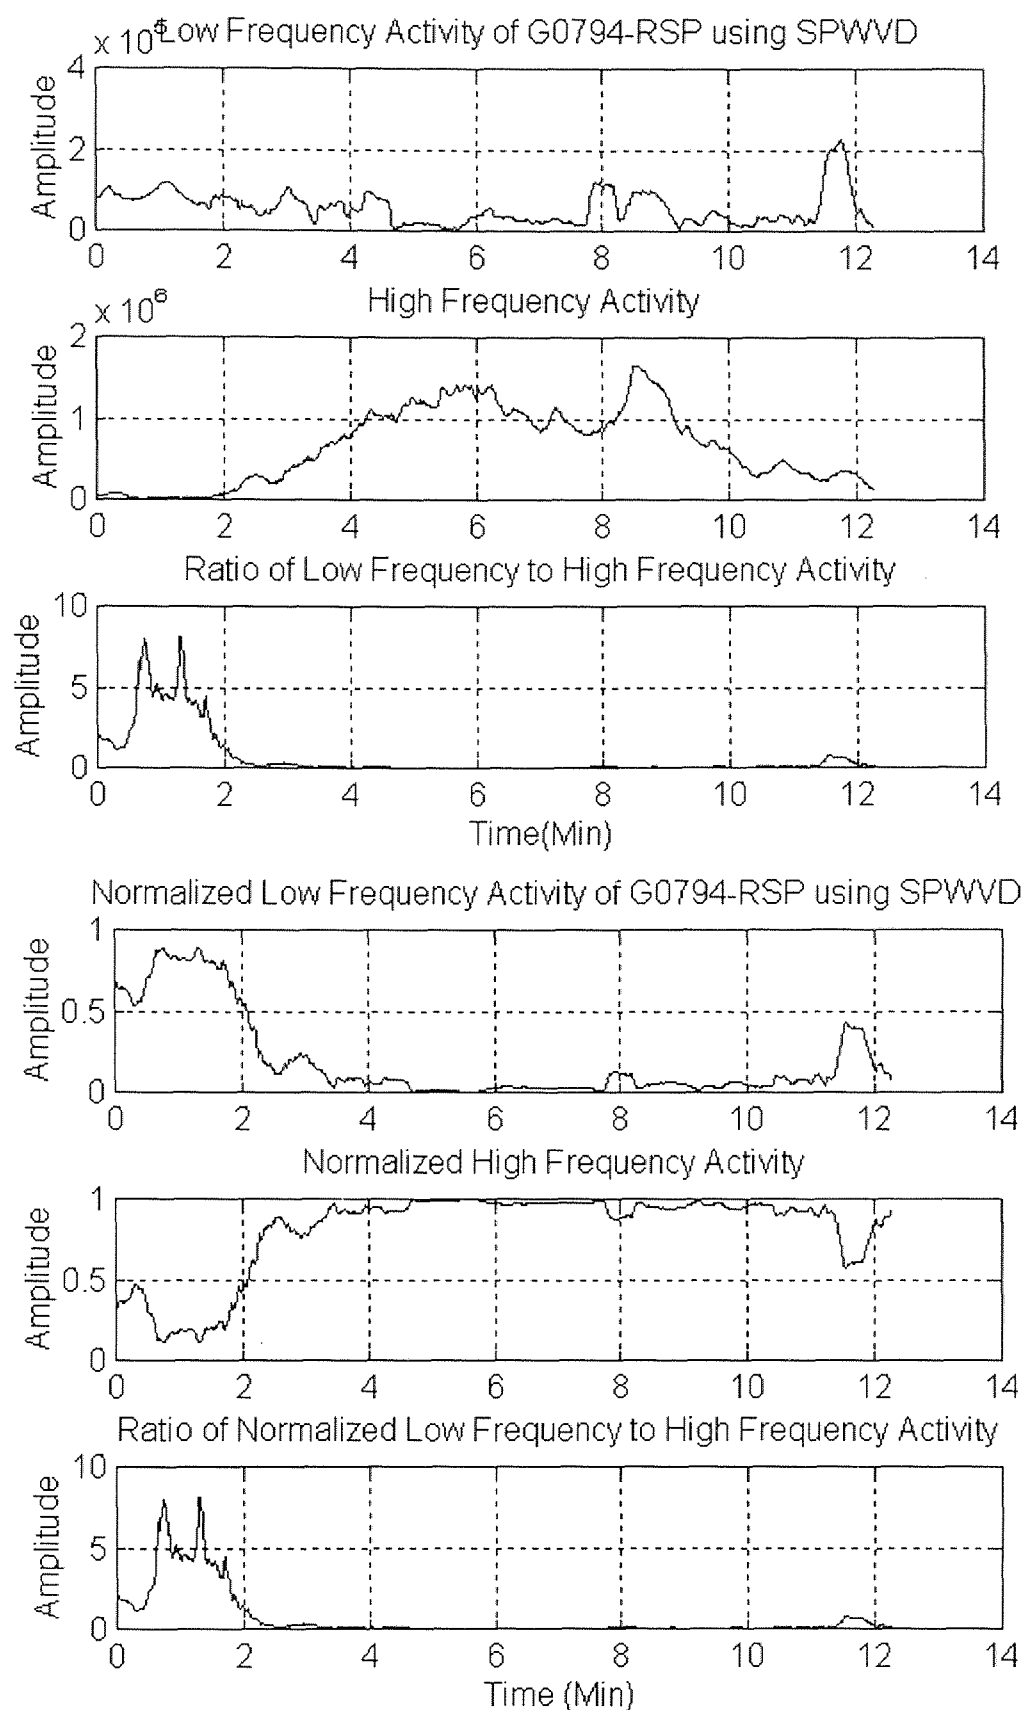 x 10⁵
Low Frequency Activity of G0794-RSP using SPWVD
Amplitude
4
2
0
0 2 4 6 8 10 12 14
x 10⁶
High Frequency Activity
Amplitude
2
1
0
0 2 4 6 8 10 12 14
Ratio of Low Frequency to High Frequency Activity
Amplitude
10
5
0
0 2 4 6 8 10 12 14
Time(Min)
Normalized Low Frequency Activity of G0794-RSP using SPWVD
Amplitude
1
0.5
0
0 2 4 6 8 10 12 14
Normalized High Frequency Activity
Amplitude
1
0.5
0
0 2 4 6 8 10 12 14
Ratio of Normalized Low Frequency to High Frequency Activity
Amplitude
10
5
0
0 2 4 6 8 10 12 14
Time (Min)